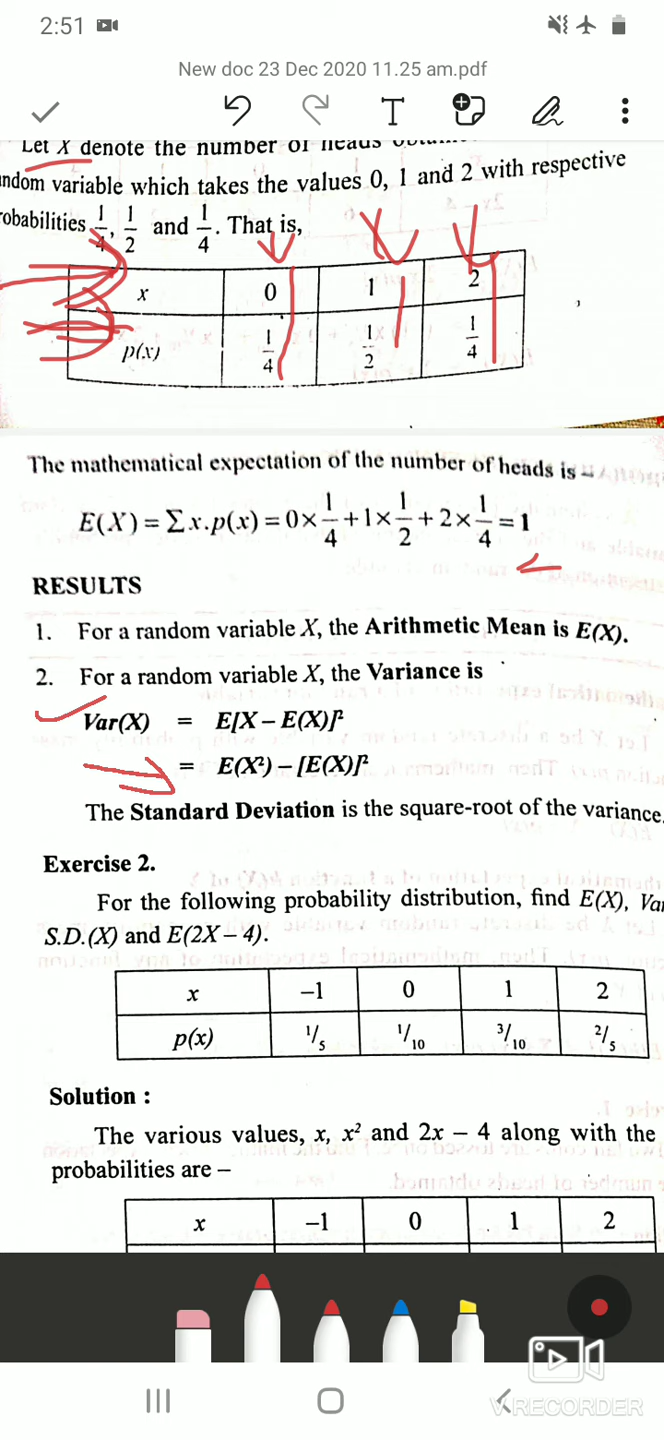 2:51
New doc 23 Dec 2020 11.25 am.pdf
T
Let X denote the number of heads
ndom variable which takes the values 0, 1 and 2 with respective
robabilities 1/4, 1/2 and 1/4. That is,
x 0 1 2
p(x) 1/4 1/2 1/4
The mathematical expectation of the number of heads is –
E(X) = Σ x.p(x) = 0 × 1/4 + 1 × 1/2 + 2 × 1/4 = 1
RESULTS
1. For a random variable X, the Arithmetic Mean is E(X).
2. For a random variable X, the Variance is
Var(X) = E[X – E(X)]²
= E(X²) – [E(X)]²
The Standard Deviation is the square-root of the variance.
Exercise 2.
For the following probability distribution, find E(X), Var
S.D.(X) and E(2X – 4).
x –1 0 1 2
p(x) 1/5 1/10 3/10 2/5
Solution :
The various values, x, x² and 2x – 4 along with the
probabilities are –
x –1 0 1 2
V RECORDER